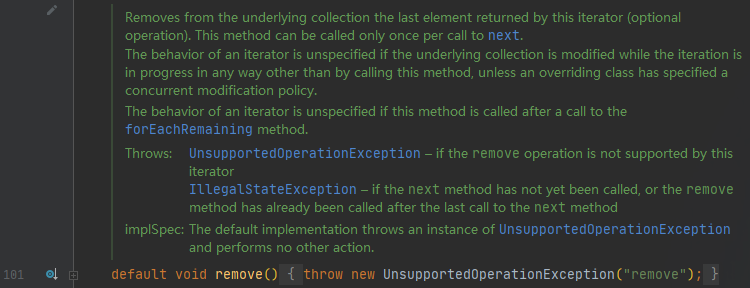 Removes from the underlying collection the last element returned by this iterator (optional
operation). This method can be called only once per call to next.
The behavior of an iterator is unspecified if the underlying collection is modified while the iteration is
in progress in any way other than by calling this method, unless an overriding class has specified a
concurrent modification policy.
The behavior of an iterator is unspecified if this method is called after a call to the
forEachRemaining method.
Throws: UnsupportedOperationException – if the remove operation is not supported by this
iterator
IllegalStateException – if the next method has not yet been called, or the remove
method has already been called after the last call to the next method
implSpec: The default implementation throws an instance of UnsupportedOperationException
and performs no other action.
101 default void remove() { throw new UnsupportedOperationException("remove"); }